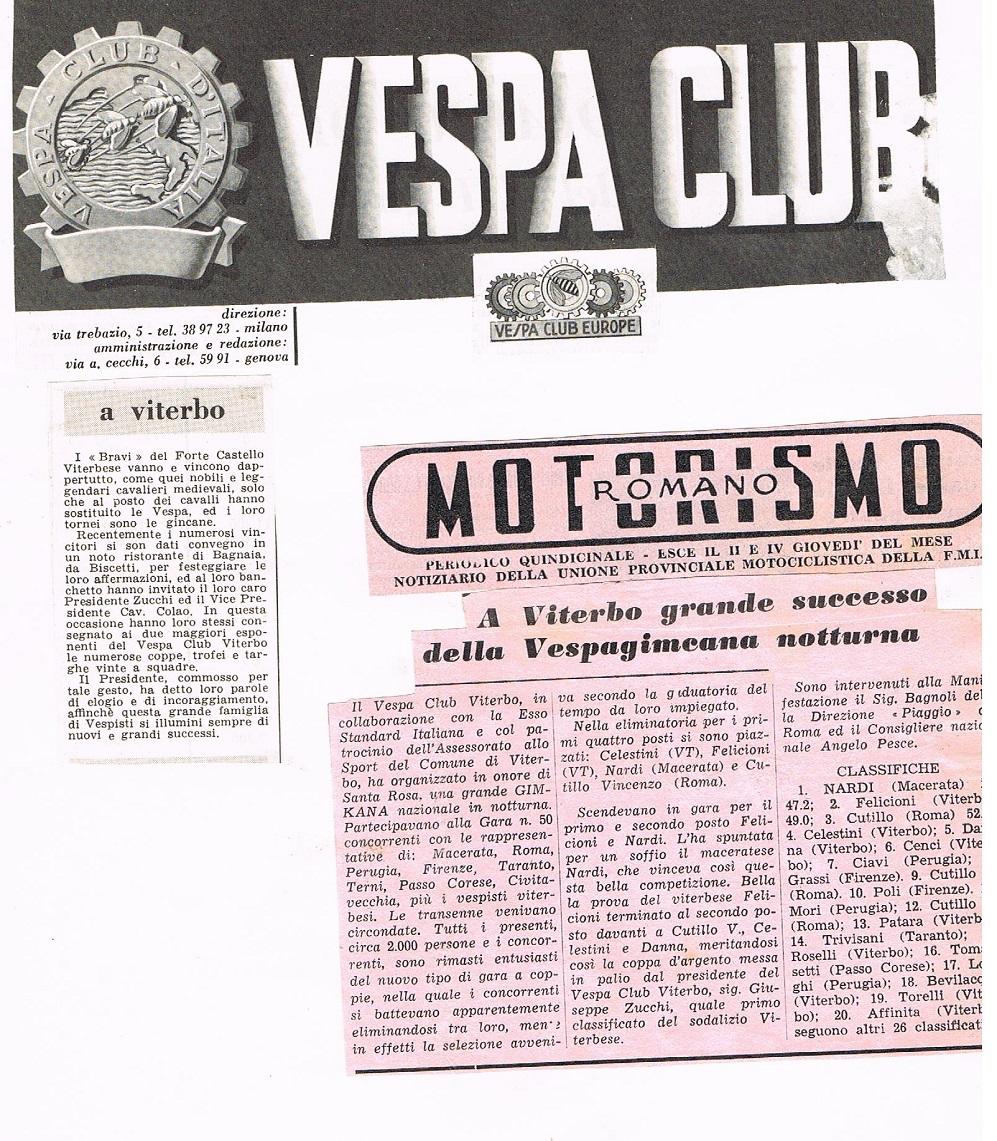 VESPA CLUB D'ITALIA
VESPA CLUB
VESPA CLUB EUROPE
direzione:
via trebazio, 5 - tel. 38 97 23 - milano
amministrazione e redazione:
via a. cecchi, 6 - tel. 59 91 - genova
a viterbo
I « Bravi » del Forte Castello
Viterbese vanno e vincono dap-
pertutto, come quei nobili e leg-
gendari cavalieri medievali, solo
che al posto dei cavalli hanno
sostituito le Vespa, ed i loro
tornei sono le gincane.
Recentemente i numerosi vin-
citori si son dati convegno in
un noto ristorante di Bagnaia,
da Biscetti, per festeggiare le
loro affermazioni, ed al loro ban-
chetto hanno invitato il loro caro
Presidente Zucchi ed il Vice Pre-
sidente Cav. Colao. In questa
occasione hanno loro stessi con-
segnato ai due maggiori espo-
nenti del Vespa Club Viterbo
le numerose coppe, trofei e tar-
ghe vinte a squadre.
Il Presidente, commosso per
tale gesto, ha detto loro parole
di elogio e di incoraggiamento,
affinchè questa grande famiglia
di Vespisti si illumini sempre di
nuovi e grandi successi.
MOTORISMO
ROMANO
PERIODICO QUINDICINALE - ESCE IL II E IV GIOVEDI' DEL MESE
NOTIZIARIO DELLA UNIONE PROVINCIALE MOTOCICLISTICA DELLA F.M.I.
A Viterbo grande successo
della Vespagimcana notturna
Il Vespa Club Viterbo, in
collaborazione con la Esso
Standard Italiana e col pa-
trocinio dell'Assessorato allo
Sport del Comune di Viter-
bo, ha organizzato in onore di
Santa Rosa, una grande GIM-
KANA nazionale in notturna.
Partecipavano alla Gara n. 50
concorrenti con le rappresen-
tative di: Macerata, Roma,
Perugia, Firenze, Taranto,
Terni, Passo Corese, Civita-
vecchia, più i vespisti viter-
besi. Le transenne venivano
circondate. Tutti i presenti,
circa 2.000 persone e i concor-
renti, sono rimasti entusiasti
del nuovo tipo di gara a cop-
pie, nella quale i concorrenti
si battevano apparentemente
eliminandosi tra loro, mentre
in effetti la selezione avveni-
va secondo la graduatoria del
tempo da loro impiegato.
Nella eliminatoria per i pri-
mi quattro posti si sono piaz-
zati: Celestini (VT), Felicioni
(VT), Nardi (Macerata) e Cu-
tillo Vincenzo (Roma).
Scendevano in gara per il
primo e secondo posto Feli-
cioni e Nardi. L'ha spuntata
per un soffio il maceratese
Nardi, che vinceva così que-
sta bella competizione. Bella
la prova del viterbese Feli-
cioni terminato al secondo po-
sto davanti a Cutillo V., Ce-
lestini e Danna, meritandosi
così la coppa d'argento messa
in palio dal presidente del
Vespa Club Viterbo, sig. Giu-
seppe Zucchi, quale primo
classificato del sodalizio Vi-
terbese.
Sono intervenuti alla Mani
festazione il Sig. Bagnoli del
la Direzione « Piaggio »
Roma ed il Consigliere nazio
nale Angelo Pesce.
CLASSIFICHE
1. NARDI (Macerata)
47.2; 2. Felicioni (Viterb
49.0; 3. Cutillo (Roma) 52.
4. Celestini (Viterbo); 5. Da
na (Viterbo); 6. Cenci (Vite
bo); 7. Ciavi (Perugia);
Grassi (Firenze). 9. Cutillo
(Roma). 10. Poli (Firenze).
Mori (Perugia); 12. Cutillo
(Roma); 13. Patara (Viterb
14. Trivisani (Taranto);
Roselli (Viterbo); 16. Tom
setti (Passo Corese); 17. Lo
ghi (Perugia); 18. Bevilac
(Viterbo); 19. Torelli (Vit
bo); 20. Affinita (Viterb
seguono altri 26 classificat